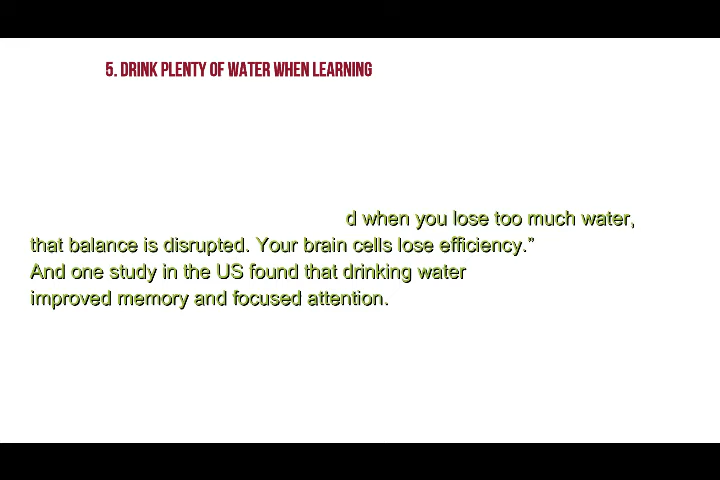 5. DRINK PLENTY OF WATER WHEN LEARNING
d when you lose too much water,
that balance is disrupted. Your brain cells lose efficiency.”
And one study in the US found that drinking water
improved memory and focused attention.